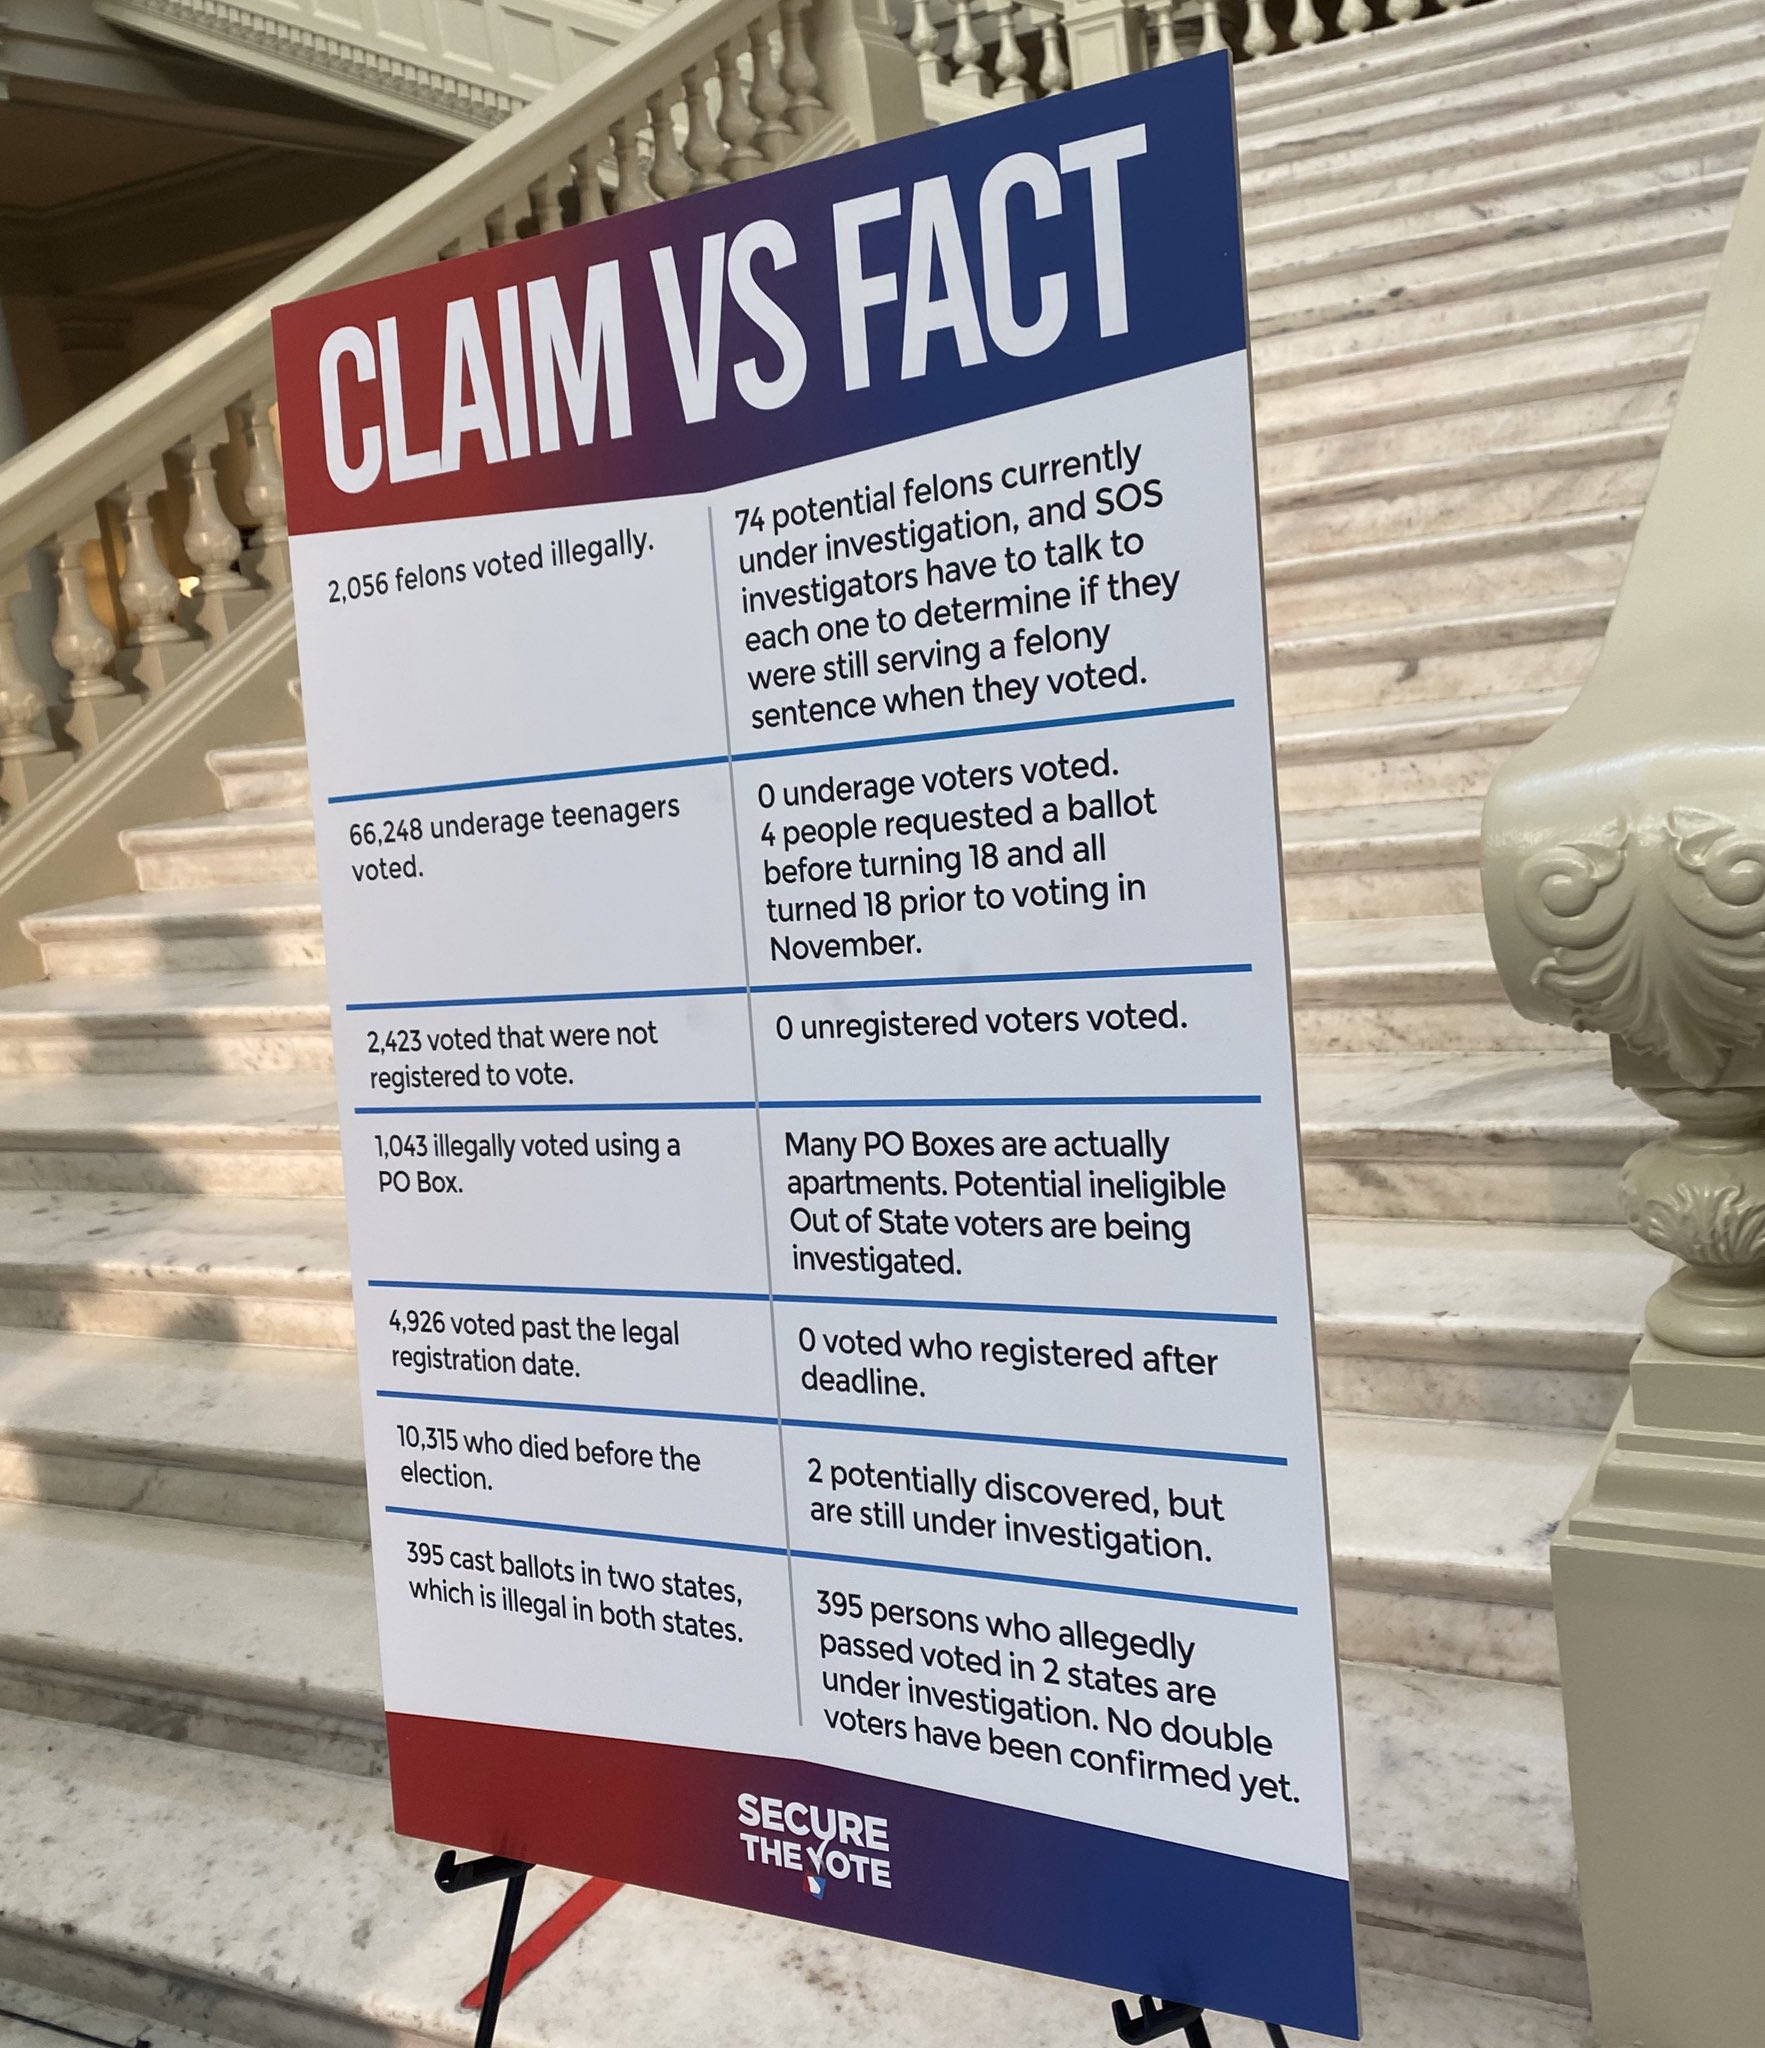 CLAIM VS FACT
2,056 felons voted illegally.
74 potential felons currently
under investigation, and SOS
investigators have to talk to
each one to determine if they
were still serving a felony
sentence when they voted.
66,248 underage teenagers
voted.
0 underage voters voted.
4 people requested a ballot
before turning 18 and all
turned 18 prior to voting in
November.
2,423 voted that were not
registered to vote.
0 unregistered voters voted.
1,043 illegally voted using a
PO Box.
Many PO Boxes are actually
apartments. Potential ineligible
Out of State voters are being
investigated.
4,926 voted past the legal
registration date.
0 voted who registered after
deadline.
10,315 who died before the
election.
2 potentially discovered, but
are still under investigation.
395 cast ballots in two states,
which is illegal in both states.
395 persons who allegedly
passed voted in 2 states are
under investigation. No double
voters have been confirmed yet.
SECURE
THE VOTE